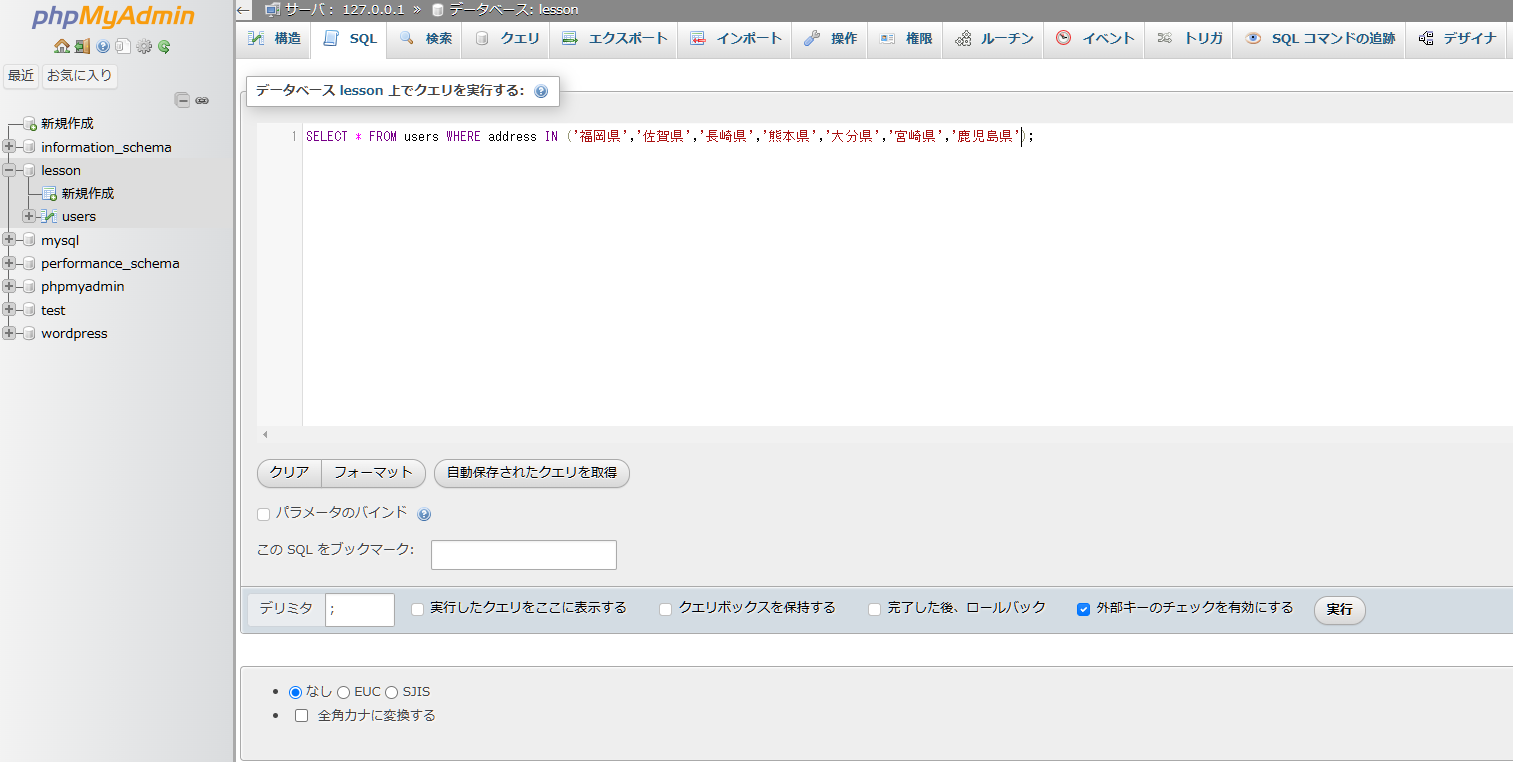 phpMyAdmin
最近 お気に入り
新規作成
information_schema
lesson
新規作成
users
mysql
performance_schema
phpmyadmin
test
wordpress
← サーバ: 127.0.0.1 » データベース: lesson
構造 SQL 検索 クエリ エクスポート インポート 操作 権限 ルーチン イベント トリガ SQL コマンドの追跡 デザイナ
データベース lesson 上でクエリを実行する:
1 SELECT * FROM users WHERE address IN ('福岡県','佐賀県','長崎県','熊本県','大分県','宮崎県','鹿児島県');
クリア フォーマット 自動保存されたクエリを取得
パラメータのバインド
この SQL をブックマーク:
デリミタ ; 実行したクエリをここに表示する クエリボックスを保持する 完了した後、ロールバック 外部キーのチェックを有効にする 実行
なし EUC SJIS
全角カナに変換する